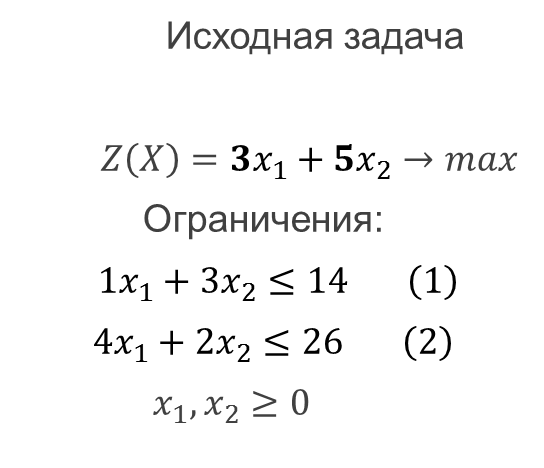 Исходная задача
Z(X) = 3x₁ + 5x₂ → max
Ограничения:
1x₁ + 3x₂ ≤ 14 (1)
4x₁ + 2x₂ ≤ 26 (2)
x₁, x₂ ≥ 0